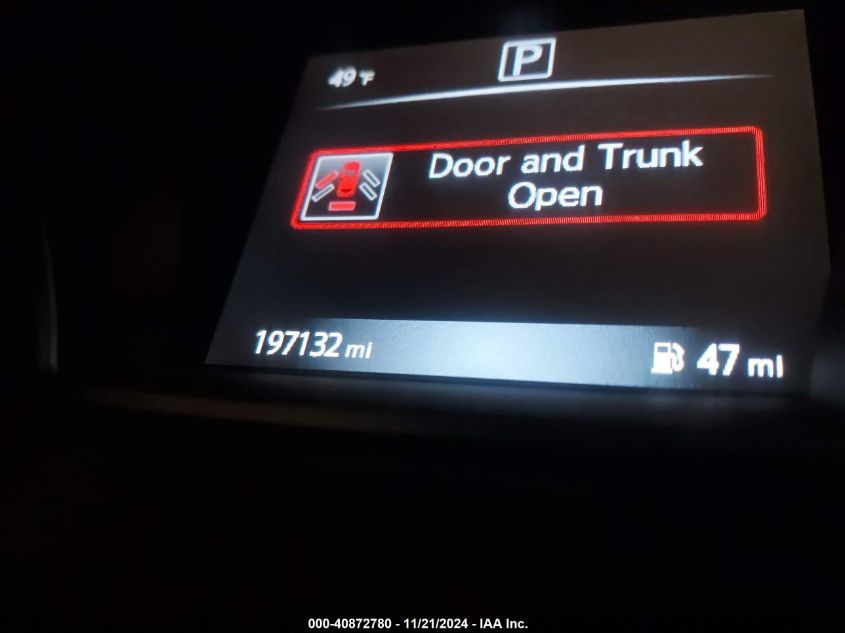 49°F
P
Door and Trunk
Open
197132 mi
47 mi
000-40872780 - 11/21/2024 - IAA Inc.